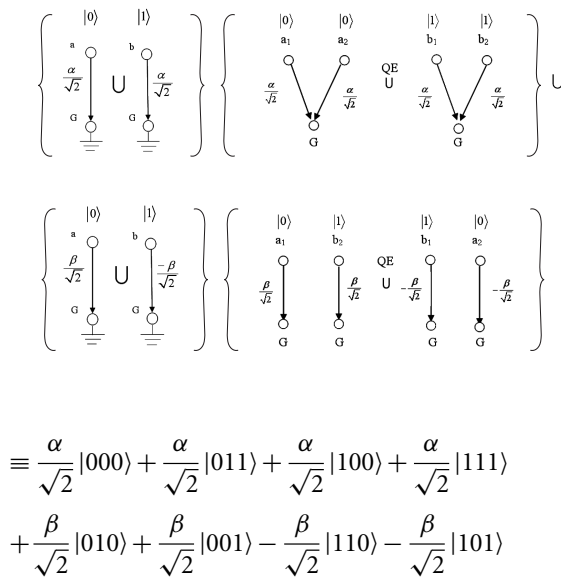 |0⟩ |1⟩ |0⟩ |0⟩ |1⟩ |1⟩
a b a₁ a₂ b₁ b₂
α/√2 ∪ α/√2 α/√2 α/√2 QE ∪ α/√2 α/√2 ∪
G G G G
|0⟩ |1⟩ |0⟩ |1⟩ |1⟩ |0⟩
a b a₁ b₂ b₁ a₂
β/√2 ∪ −β/√2 β/√2 β/√2 QE ∪ −β/√2 −β/√2
G G G G G G
≡ α/√2 |000⟩ + α/√2 |011⟩ + α/√2 |100⟩ + α/√2 |111⟩
+ β/√2 |010⟩ + β/√2 |001⟩ − β/√2 |110⟩ − β/√2 |101⟩